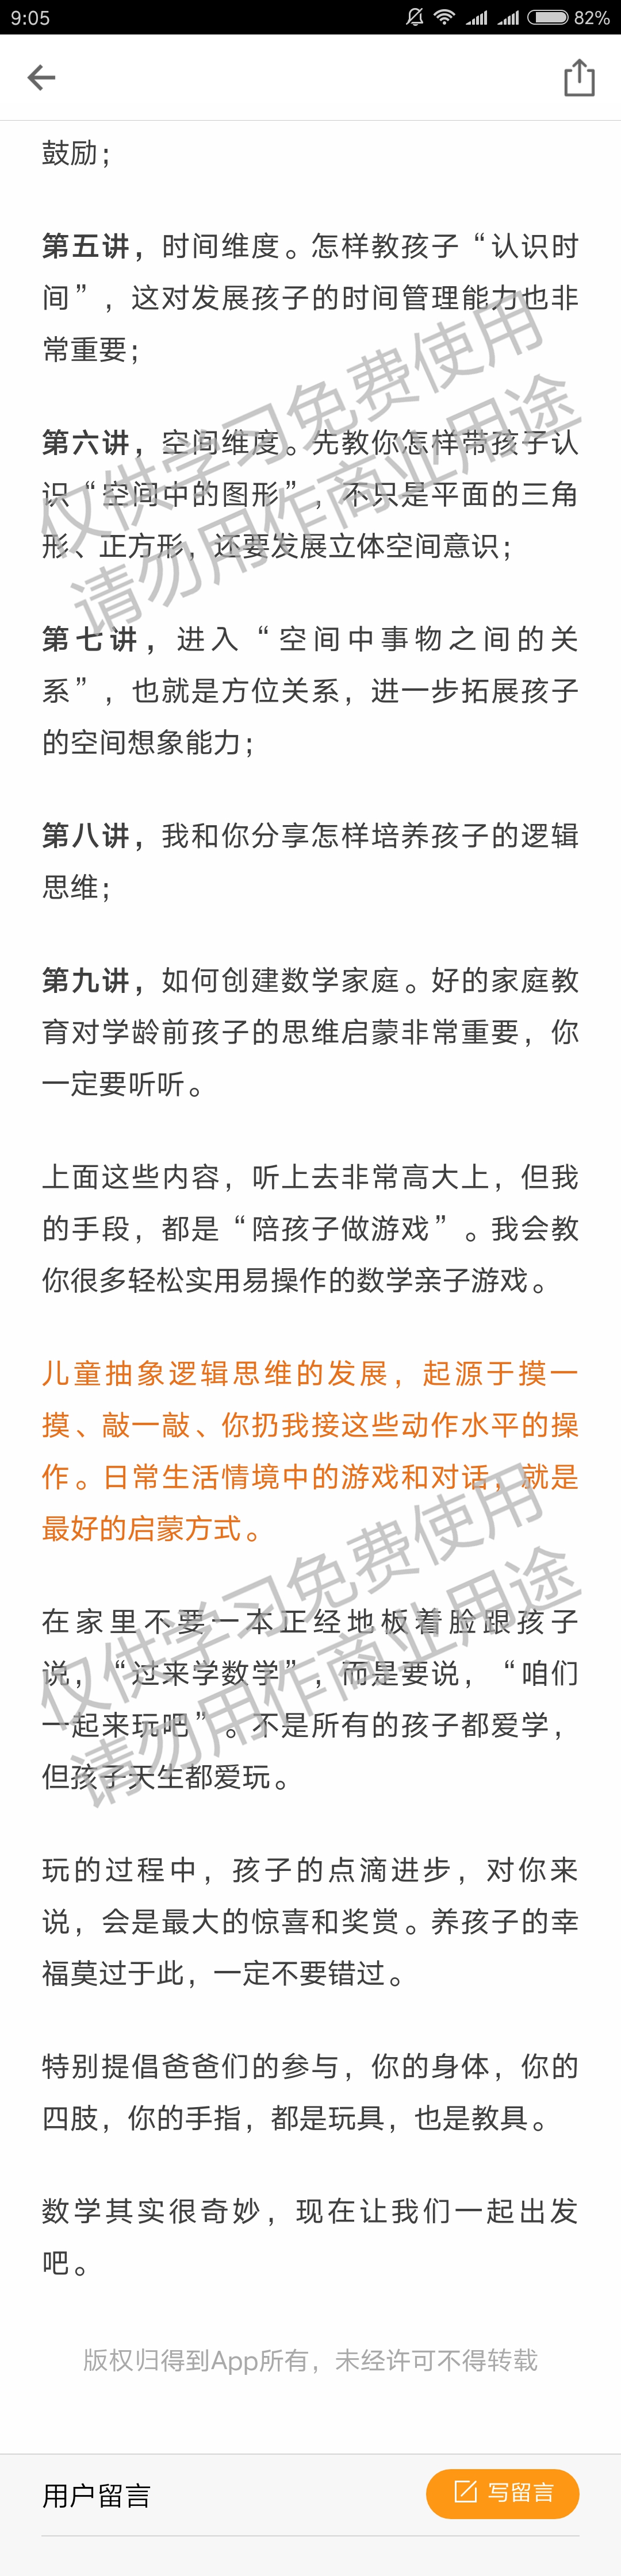 9:05
82%
鼓励；
第五讲，时间维度。怎样教孩子“认识时
间”，这对发展孩子的时间管理能力也非
常重要；
第六讲，空间维度。先教你怎样带孩子认
识“空间中的图形”，不只是平面的三角
形、正方形，还要发展立体空间意识；
仅供学习免费使用
请勿用作商业用途
第七讲，进入“空间中事物之间的关
系”，也就是方位关系，进一步拓展孩子
的空间想象能力；
第八讲，我和你分享怎样培养孩子的逻辑
思维；
第九讲，如何创建数学家庭。好的家庭教
育对学龄前孩子的思维启蒙非常重要，你
一定要听听。
上面这些内容，听上去非常高大上，但我
的手段，都是“陪孩子做游戏”。我会教
你很多轻松实用易操作的数学亲子游戏。
儿童抽象逻辑思维的发展，起源于摸一
摸、敲一敲、你扔我接这些动作水平的操
作。日常生活情境中的游戏和对话，就是
最好的启蒙方式。
仅供学习免费使用
请勿用作商业用途
在家里不要一本正经地板着脸跟孩子
说，“过来学数学”，而是要说，“咱们
一起来玩吧”。不是所有的孩子都爱学，
但孩子天生都爱玩。
玩的过程中，孩子的点滴进步，对你来
说，会是最大的惊喜和奖赏。养孩子的幸
福莫过于此，一定不要错过。
特别提倡爸爸们的参与，你的身体，你的
四肢，你的手指，都是玩具，也是教具。
数学其实很奇妙，现在让我们一起出发
吧。
版权归得到App所有，未经许可不得转载
用户留言
写留言